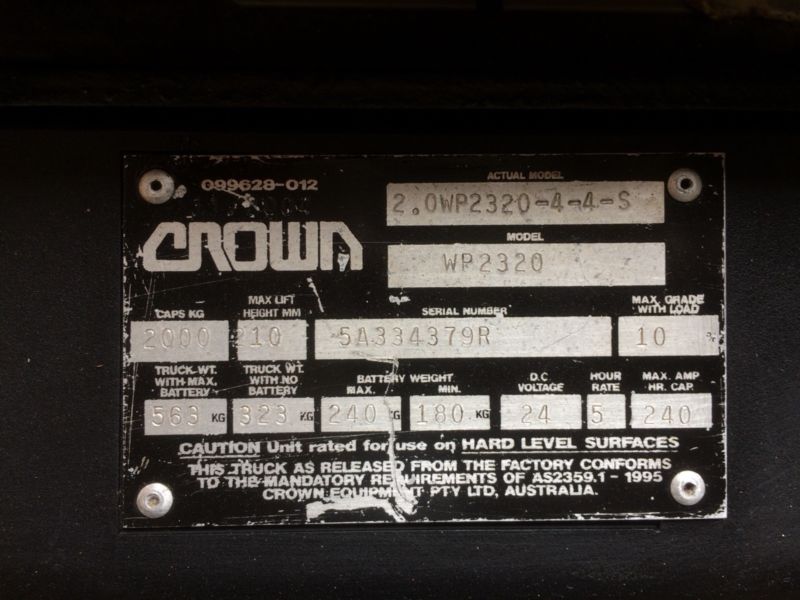 099628-012
CROWN
ACTUAL MODEL
2.0WP2320-4-4-S
MODEL
WP2320
CAPS KG
2000
MAX LIFT
HEIGHT MM
210
SERIAL NUMBER
5A334379R
MAX. GRADE
WITH LOAD
10 %
TRUCK WT.
WITH MAX.
BATTERY
563 KG
TRUCK WT.
WITH NO
BATTERY
323 KG
BATTERY WEIGHT
MAX. MIN.
240 KG 180 KG
D.C
VOLTAGE
24
HOUR
RATE
5
MAX. AMP
HR. CAP.
240
CAUTION Unit rated for use on HARD LEVEL SURFACES
THIS TRUCK AS RELEASED FROM THE FACTORY CONFORMS
TO THE MANDATORY REQUIREMENTS OF AS2359.1 - 1995
CROWN EQUIPMENT PTY LTD, AUSTRALIA.